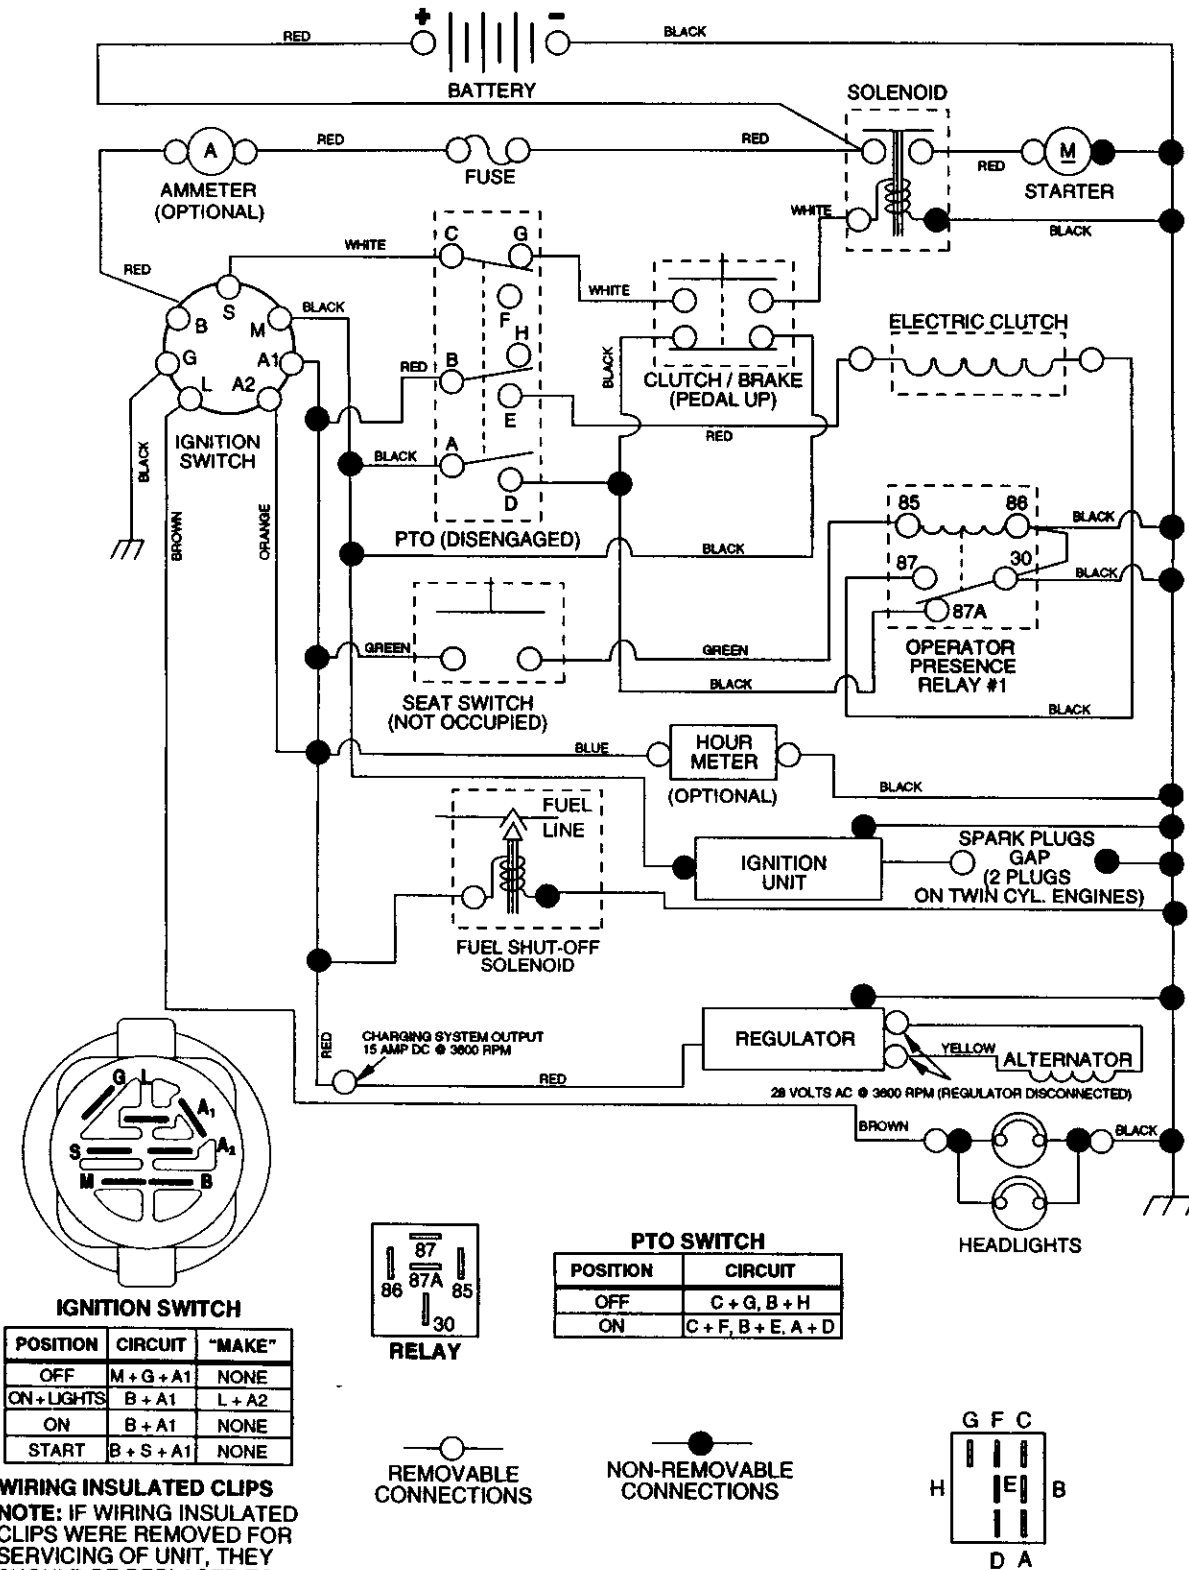 + -
RED
BLACK
BATTERY
SOLENOID
A
RED
RED
RED
M
AMMETER
(OPTIONAL)
FUSE
STARTER
WHITE
BLACK
C G
WHITE
RED
WHITE
BLACK
F
ELECTRIC CLUTCH
B S M
G A1
L A2
H
RED B
BLACK
CLUTCH / BRAKE
(PEDAL UP)
E
RED
IGNITION
SWITCH
BLACK
BLACK A
D
BROWN
ORANGE
PTO (DISENGAGED)
BLACK
85 86
BLACK
87 30
BLACK
87A
GREEN
GREEN
OPERATOR
PRESENCE
RELAY #1
BLACK
BLACK
SEAT SWITCH
(NOT OCCUPIED)
BLUE
HOUR
METER
(OPTIONAL)
BLACK
FUEL
LINE
IGNITION
UNIT
SPARK PLUGS
GAP
(2 PLUGS
ON TWIN CYL. ENGINES)
FUEL SHUT-OFF
SOLENOID
RED
CHARGING SYSTEM OUTPUT
15 AMP DC @ 3600 RPM
RED
REGULATOR
YELLOW
ALTERNATOR
28 VOLTS AC @ 3600 RPM (REGULATOR DISCONNECTED)
BROWN
BLACK
HEADLIGHTS
G L
A1
S A2
M B
IGNITION SWITCH
POSITION CIRCUIT "MAKE"
OFF M + G + A1 NONE
ON + LIGHTS B + A1 L + A2
ON B + A1 NONE
START B + S + A1 NONE
87
86 87A 85
30
RELAY
PTO SWITCH
POSITION CIRCUIT
OFF C + G, B + H
ON C + F, B + E, A + D
REMOVABLE
CONNECTIONS
NON-REMOVABLE
CONNECTIONS
G F C
H E B
D A
WIRING INSULATED CLIPS
NOTE: IF WIRING INSULATED
CLIPS WERE REMOVED FOR
SERVICING OF UNIT, THEY